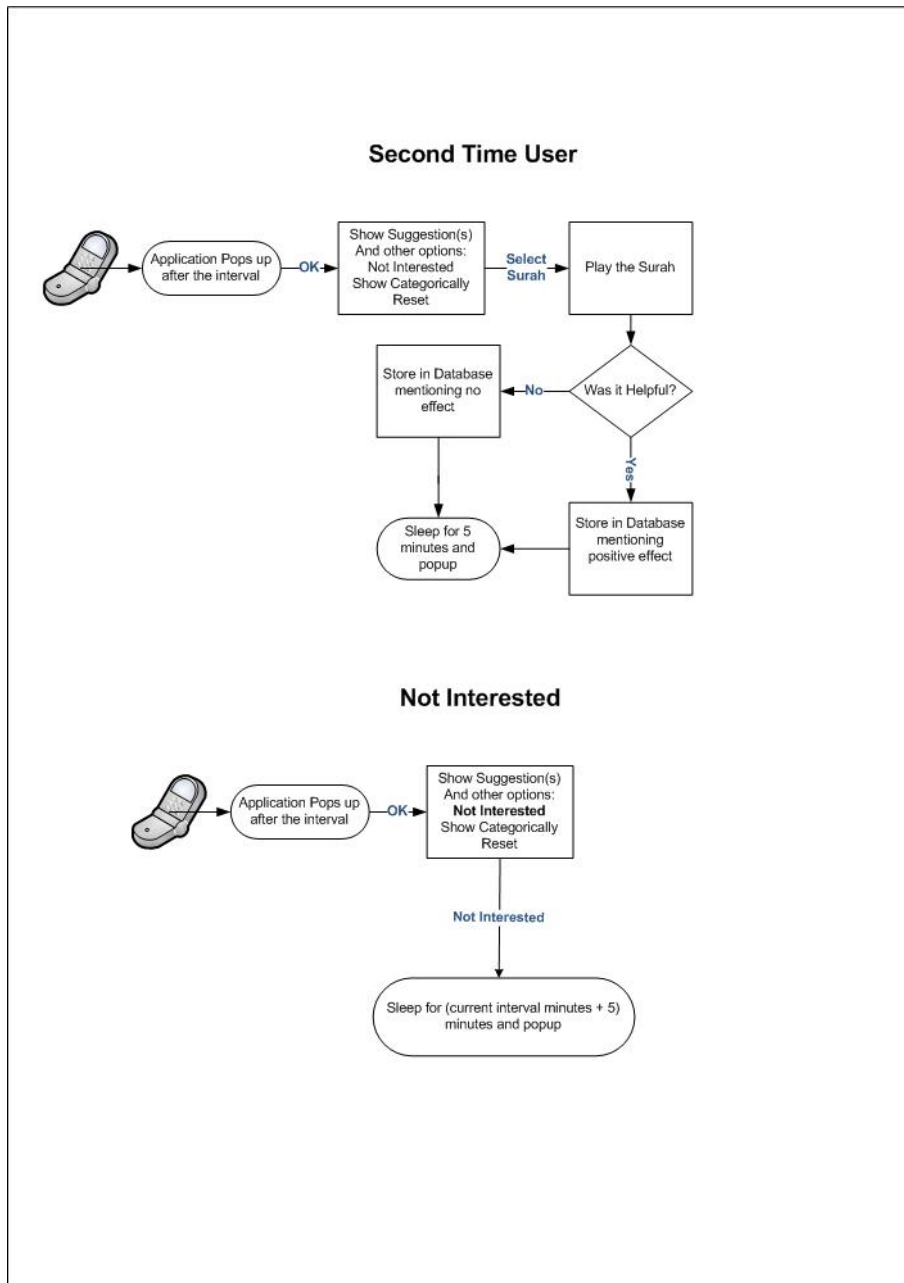 Second Time User
Application Pops up
after the interval
OK
Show Suggestion(s)
And other options:
Not Interested
Show Categorically
Reset
Select
Surah
Play the Surah
Store in Database
mentioning no
effect
No
Was it Helpful?
Yes
Sleep for 5
minutes and
popup
Store in Database
mentioning
positive effect
Not Interested
Application Pops up
after the interval
OK
Show Suggestion(s)
And other options:
Not Interested
Show Categorically
Reset
Not Interested
Sleep for (current interval minutes + 5)
minutes and popup